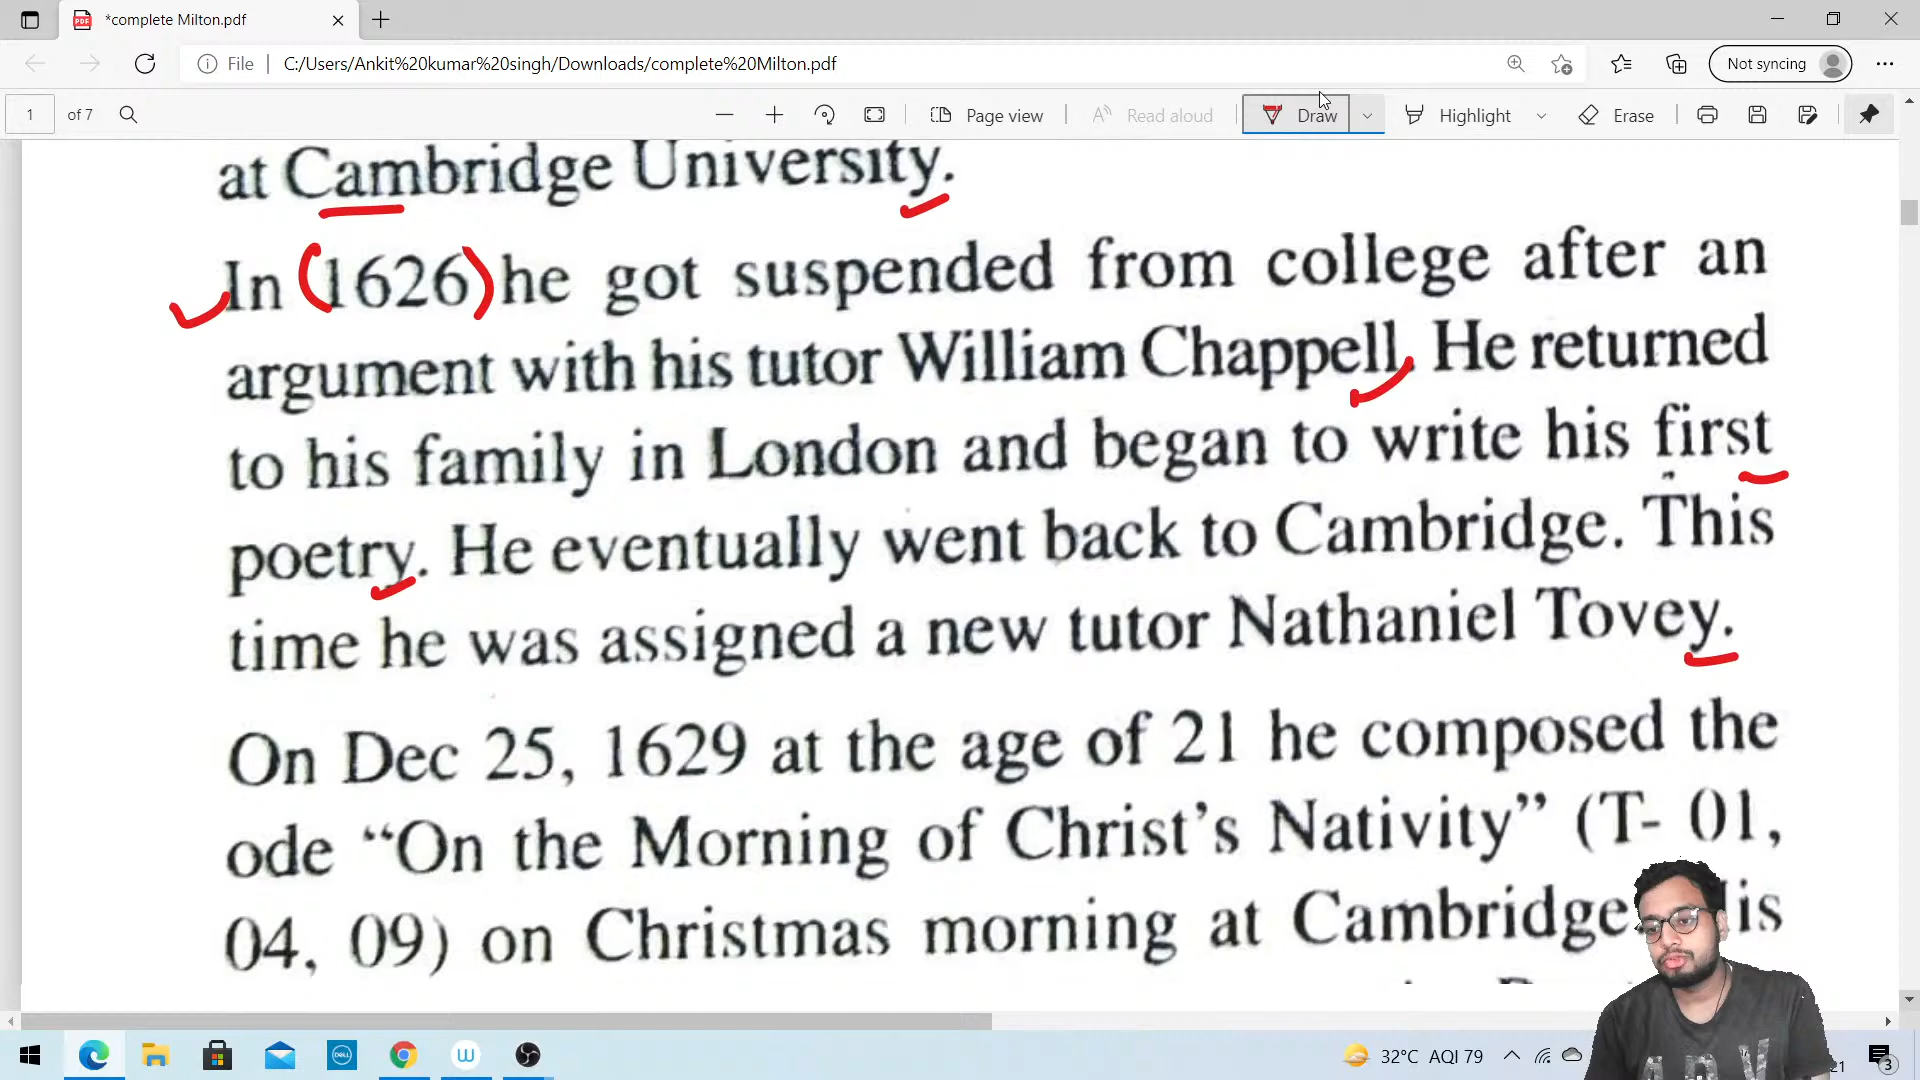 *complete Milton.pdf
File
C:/Users/Ankit%20kumar%20singh/Downloads/complete%20Milton.pdf
Not syncing
1 of 7
Page view
Read aloud
Draw
Highlight
Erase
at Cambridge University.
In (1626) he got suspended from college after an
argument with his tutor William Chappell. He returned
to his family in London and began to write his first
poetry. He eventually went back to Cambridge. This
time he was assigned a new tutor Nathaniel Tovey.
On Dec 25, 1629 at the age of 21 he composed the
ode “On the Morning of Christ’s Nativity” (T- 01,
04, 09) on Christmas morning at Cambridge
32°C AQI 79
21
3